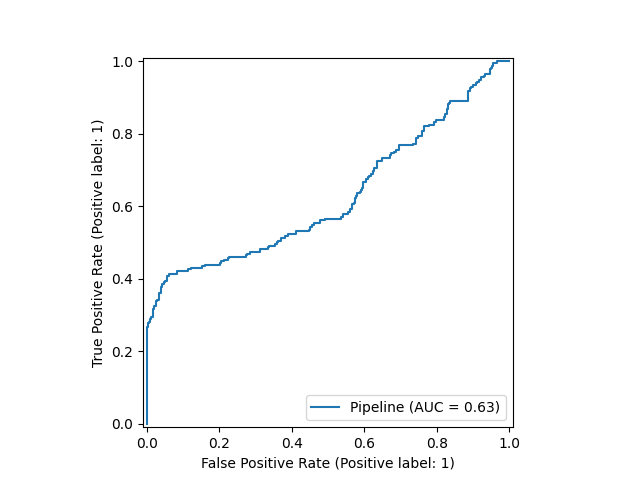 1.0
0.8
0.6
0.4
0.2
0.0
True Positive Rate (Positive label: 1)
Pipeline (AUC = 0.63)
0.0 0.2 0.4 0.6 0.8 1.0
False Positive Rate (Positive label: 1)